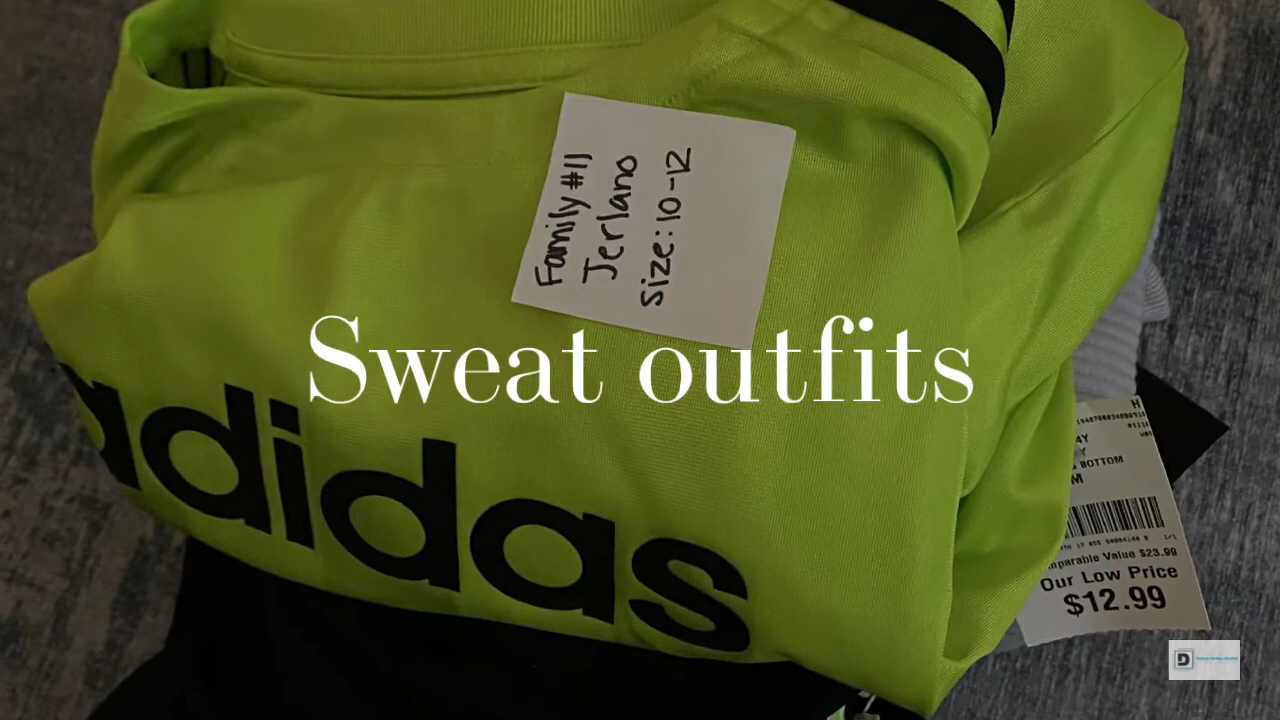 Family #11
Jerlano
size: 10-12
Sweat outfits
adidas
H
BOTTOM
M
Comparable Value $23.99
Our Low Price
$12.99
D